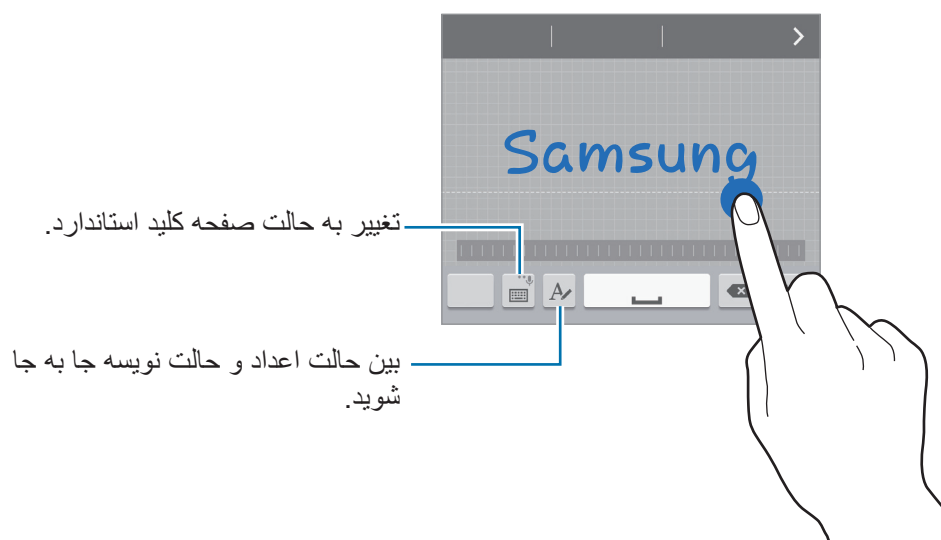 Samsung
تغییر به حالت صفحه کلید استاندارد.
A
بین حالت اعداد و حالت نویسه جا به جا
شوید.